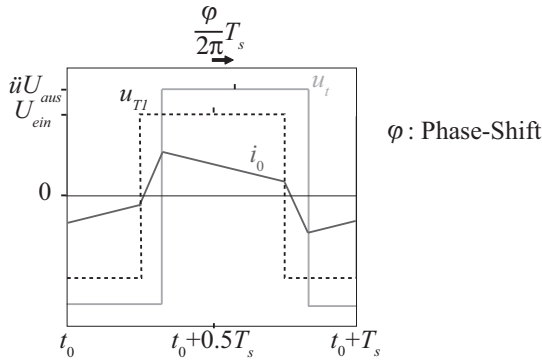 φ/2π T_s
üU_aus
U_ein
u_T1
u_t
φ : Phase-Shift
i_0
0
t_0 t_0+0.5T_s t_0+T_s